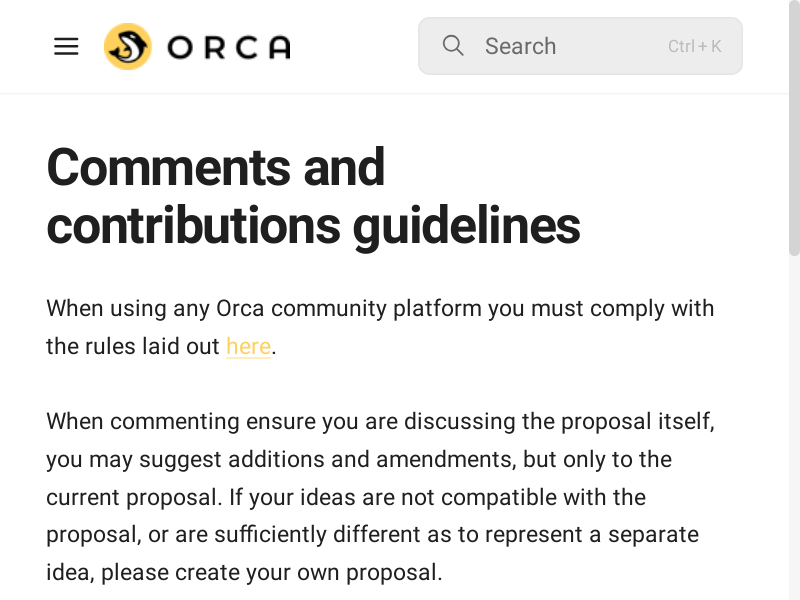 ORCA
Search
Ctrl + K
Comments and
contributions guidelines
When using any Orca community platform you must comply with
the rules laid out here.
When commenting ensure you are discussing the proposal itself,
you may suggest additions and amendments, but only to the
current proposal. If your ideas are not compatible with the
proposal, or are sufficiently different as to represent a separate
idea, please create your own proposal.